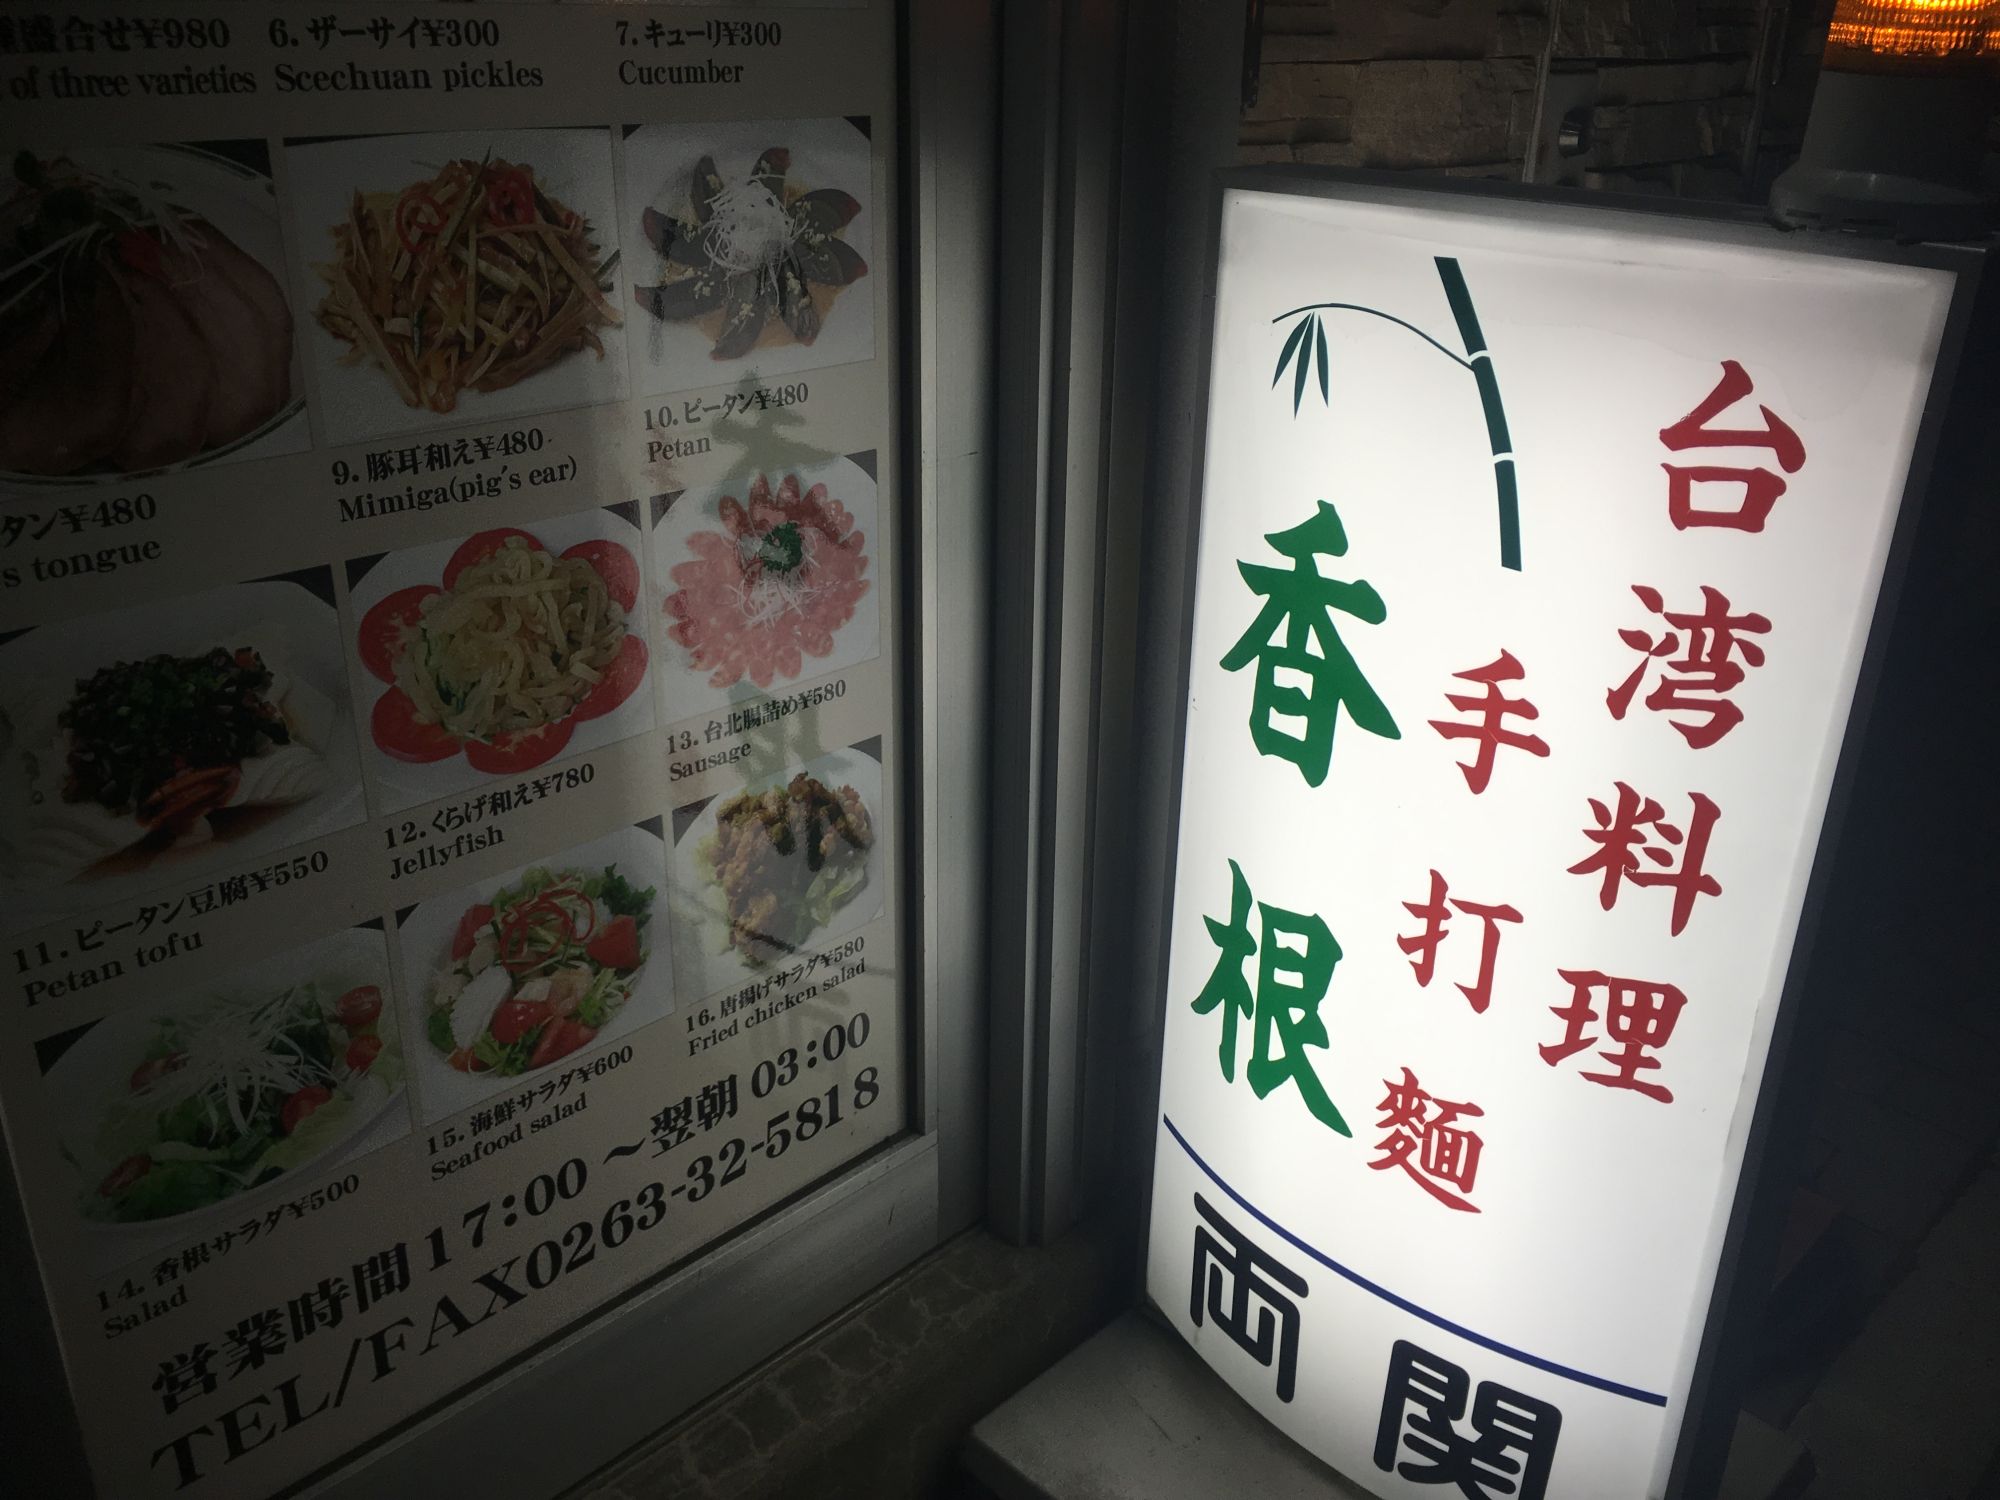 盛合せ¥980
of three varieties
6. ザーサイ¥300
Scechuan pickles
7. キューリ¥300
Cucumber
タン¥480
s tongue
9. 豚耳和え¥480
Mimiga(pig's ear)
10. ピータン¥480
Petan
11. ピータン豆腐¥550
Petan tofu
12. くらげ和え¥780
Jellyfish
13. 台北腸詰め¥580
Sausage
14. 香根サラダ¥500
Salad
15. 海鮮サラダ¥600
Seafood salad
16. 唐揚げサラダ¥580
Fried chicken salad
営業時間 17:00 〜翌朝 03:00
TEL/FAX0263-32-5818
台湾料理
手打麺
香根
両関